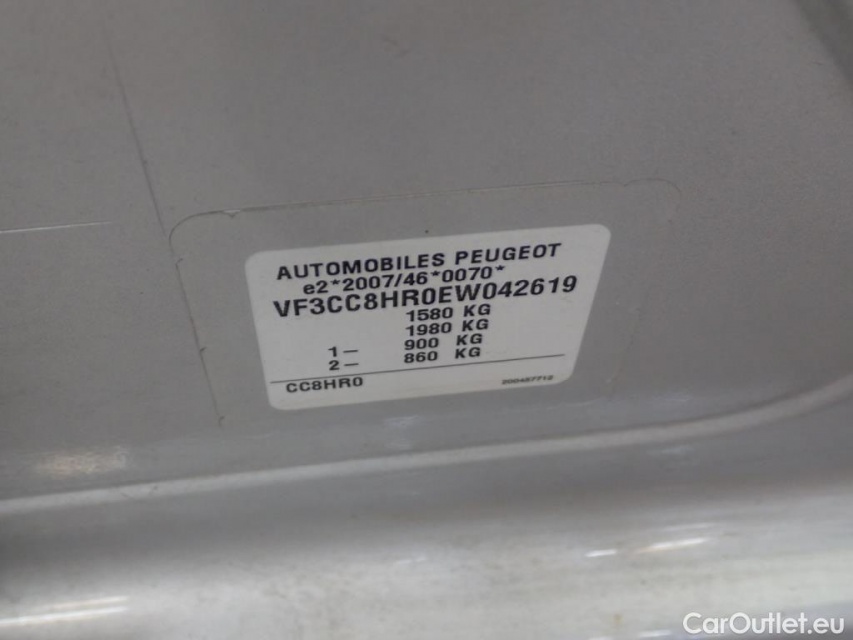 AUTOMOBILES PEUGEOT
e2*2007/46*0070*
VF3CC8HR0EW042619
1580 KG
1980 KG
1— 900 KG
2— 860 KG
CC8HR0 200487712
CarOutlet.eu